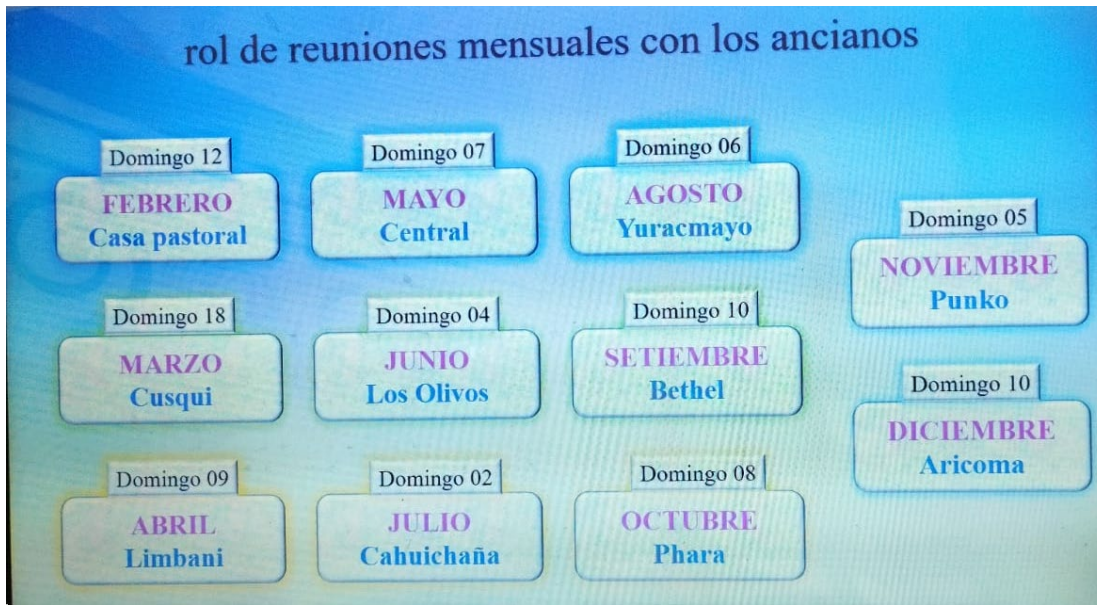 rol de reuniones mensuales con los ancianos
Domingo 12
FEBRERO
Casa pastoral
Domingo 18
MARZO
Cusqui
Domingo 09
ABRIL
Limbani
Domingo 07
MAYO
Central
Domingo 04
JUNIO
Los Olivos
Domingo 02
JULIO
Cahuichaña
Domingo 06
AGOSTO
Yuracmayo
Domingo 10
SETIEMBRE
Bethel
Domingo 08
OCTUBRE
Phara
Domingo 05
NOVIEMBRE
Punko
Domingo 10
DICIEMBRE
Aricoma